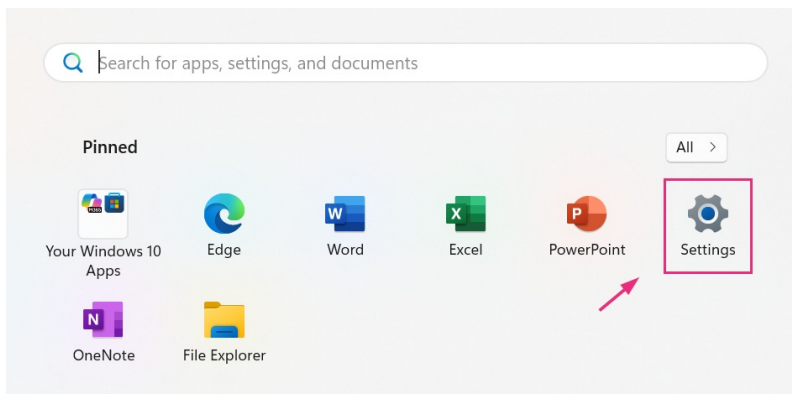 Search for apps, settings, and documents
Pinned
All >
Your Windows 10
Apps
Edge
W
Word
X
Excel
P
PowerPoint
Settings
N
OneNote
File Explorer